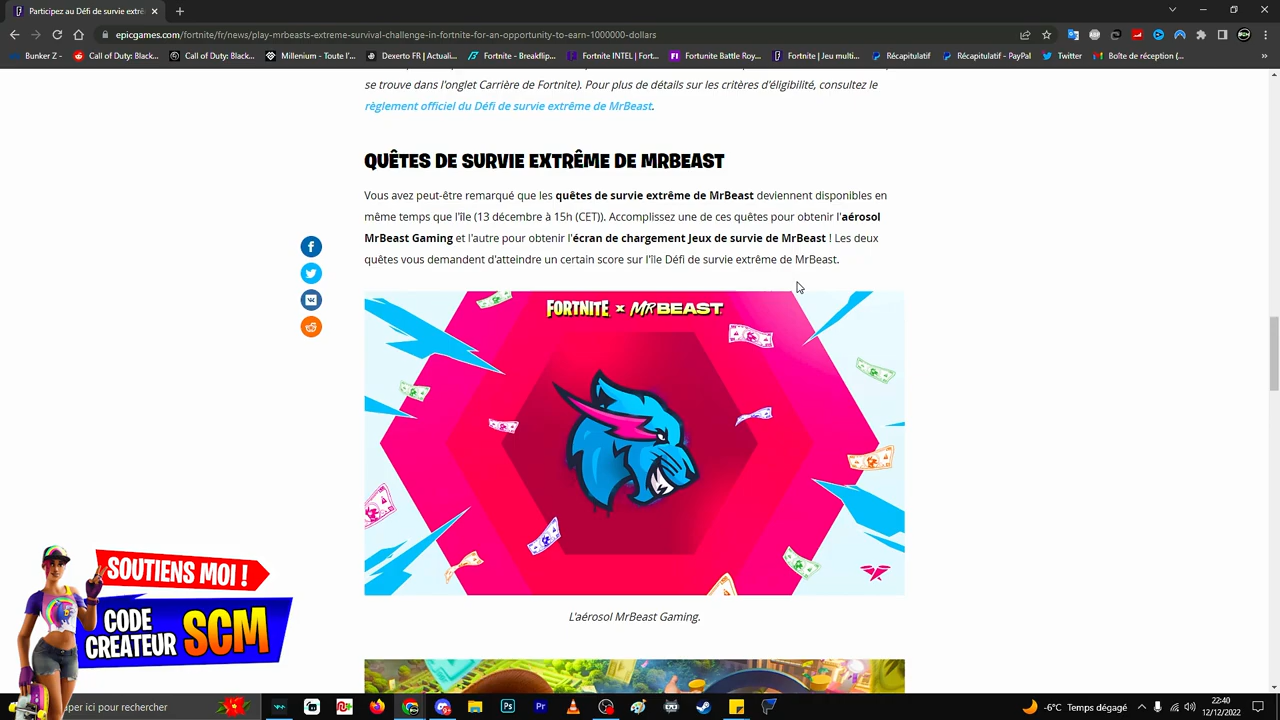 Participez au Défi de survie extrê
epicgames.com/fortnite/fr/news/play-mrbeasts-extreme-survival-challenge-in-fortnite-for-an-opportunity-to-earn-1000000-dollars
Bunker Z - Call of Duty: Black... Call of Duty: Black... Millenium - Toute l'... Dexerto FR | Actuali... Fortnite - Breakflip... Fortnite INTEL | Fort... Fortunite Battle Roy... Fortnite | Jeu multi... Récapitulatif Récapitulatif - PayPal Twitter Boîte de réception (...
se trouve dans l'onglet Carrière de Fortnite). Pour plus de détails sur les critères d'éligibilité, consultez le
règlement officiel du Défi de survie extrême de MrBeast.
QUÊTES DE SURVIE EXTRÊME DE MRBEAST
Vous avez peut-être remarqué que les quêtes de survie extrême de MrBeast deviennent disponibles en
même temps que l'île (13 décembre à 15h (CET)). Accomplissez une de ces quêtes pour obtenir l'aérosol
MrBeast Gaming et l'autre pour obtenir l'écran de chargement Jeux de survie de MrBeast ! Les deux
quêtes vous demandent d'atteindre un certain score sur l'île Défi de survie extrême de MrBeast.
FORTNITE x MRBEAST
L'aérosol MrBeast Gaming.
SOUTIENS MOI !
CODE
CREATEUR SCM
aper ici pour rechercher
-6°C Temps dégagé
22:40
12/12/2022